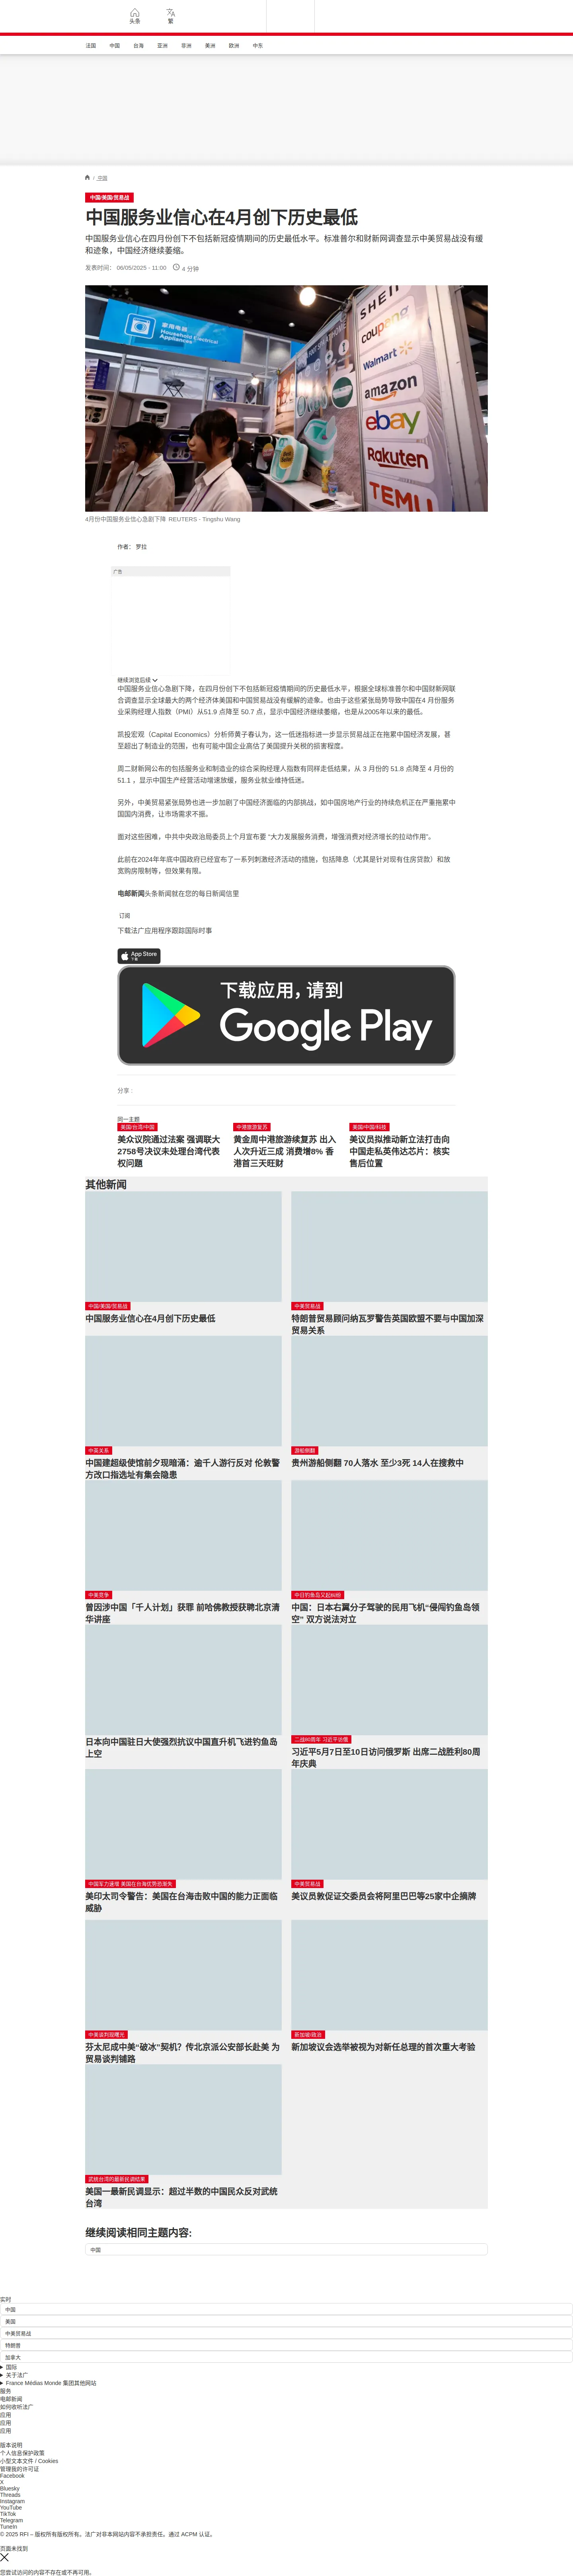 头条
繁
法国
中国
台海
亚洲
非洲
美洲
欧洲
中东
/ 中国
中国/美国/贸易战
中国服务业信心在4月创下历史最低
中国服务业信心在四月份创下不包括新冠疫情期间的历史最低水平。标准普尔和财新网调查显示中美贸易战没有缓
和迹象，中国经济继续萎缩。
发表时间： 06/05/2025 - 11:00
4 分钟
蒙用电器
Household Electrical
Appliances
SHEIN
coupang
Walmart
amazon
ebay
Rakuten
TEMU
4月份中国服务业信心急剧下降 REUTERS - Tingshu Wang
作者： 罗拉
广告
继续浏览后续
中国服务业信心急剧下降，在四月份创下不包括新冠疫情期间的历史最低水平，根据全球标准普尔和中国财新网联
合调查显示全球最大的两个经济体美国和中国贸易战没有缓解的迹象。也由于这些紧张局势导致中国在4 月份服务
业采购经理人指数（PMI）从51.9 点降至 50.7 点，显示中国经济继续萎缩，也是从2005年以来的最低。
凯投宏观（Capital Economics）分析师黄子春认为，这一低迷指标进一步显示贸易战正在拖累中国经济发展，甚
至超出了制造业的范围，也有可能中国企业高估了美国提升关税的损害程度。
周二财新网公布的包括服务业和制造业的综合采购经理人指数有同样走低结果，从 3 月份的 51.8 点降至 4 月份的
51.1 ，显示中国生产经营活动增速放缓，服务业就业维持低迷。
另外，中美贸易紧张局势也进一步加剧了中国经济面临的内部挑战，如中国房地产行业的持续危机正在严重拖累中
国国内消费，让市场需求不振。
面对这些困难，中共中央政治局委员上个月宣布要 “大力发展服务消费，增强消费对经济增长的拉动作用”。
此前在2024年年底中国政府已经宣布了一系列刺激经济活动的措施，包括降息（尤其是针对现有住房贷款）和放
宽购房限制等，但效果有限。
电邮新闻头条新闻就在您的每日新闻信里
订阅
下载法广应用程序跟踪国际时事
App Store
下载
下载应用，请到
Google Play
分享 :
同一主题
美国/台湾/中国
美众议院通过法案 强调联大
2758号决议未处理台湾代表
权问题
中港旅游复苏
黄金周中港旅游续复苏 出入
人次升近三成 消费增8% 香
港首三天旺财
美国/中国/科技
美议员拟推动新立法打击向
中国走私英伟达芯片：核实
售后位置
其他新闻
中国/美国/贸易战
中国服务业信心在4月创下历史最低
中美贸易战
特朗普贸易顾问纳瓦罗警告英国欧盟不要与中国加深
贸易关系
中英关系
中国建超级使馆前夕现暗涌：逾千人游行反对 伦敦警
方改口指选址有集会隐患
游船侧翻
贵州游船侧翻 70人落水 至少3死 14人在搜救中
中美竞争
曾因涉中国「千人计划」获罪 前哈佛教授获聘北京清
华讲座
中日钓鱼岛又起纠纷
中国：日本右翼分子驾驶的民用飞机“侵闯钓鱼岛领
空” 双方说法对立
日本向中国驻日大使强烈抗议中国直升机飞进钓鱼岛
上空
二战80周年 习近平访俄
习近平5月7日至10日访问俄罗斯 出席二战胜利80周
年庆典
中国军力速增 美国在台海优势恐渐失
美印太司令警告：美国在台海击败中国的能力正面临
威胁
中美贸易战
美议员敦促证交委员会将阿里巴巴等25家中企摘牌
中美谈判现曙光
芬太尼成中美“破冰”契机？传北京派公安部长赴美 为
贸易谈判铺路
新加坡/政治
新加坡议会选举被视为对新任总理的首次重大考验
武统台湾的最新民调结果
美国一最新民调显示：超过半数的中国民众反对武统
台湾
继续阅读相同主题内容:
中国
实时
中国
美国
中美贸易战
特朗普
加拿大
国际
关于法广
France Médias Monde 集团其他网站
服务
电邮新闻
如何收听法广
应用
应用
应用
版本说明
个人信息保护政策
小型文本文件 / Cookies
管理我的许可证
Facebook
X
Bluesky
Threads
Instagram
YouTube
TikTok
Telegram
TuneIn
© 2025 RFI – 版权所有版权所有。法广对非本网站内容不承担责任。通过 ACPM 认证。
页面未找到
您尝试访问的内容不存在或不再可用。